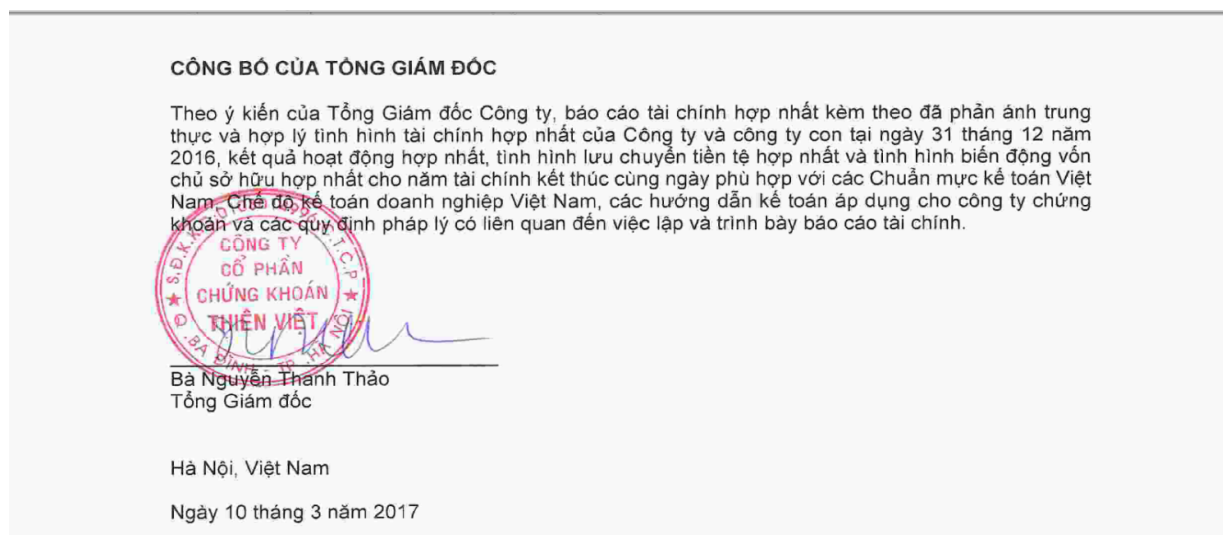 CÔNG BỐ CỦA TỔNG GIÁM ĐỐC
Theo ý kiến của Tổng Giám đốc Công ty, báo cáo tài chính hợp nhất kèm theo đã phản ánh trung
thực và hợp lý tình hình tài chính hợp nhất của Công ty và công ty con tại ngày 31 tháng 12 năm
2016, kết quả hoạt động hợp nhất, tình hình lưu chuyển tiền tệ hợp nhất và tình hình biến động vốn
chủ sở hữu hợp nhất cho năm tài chính kết thúc cùng ngày phù hợp với các Chuẩn mực kế toán Việt
Nam, Chế độ kế toán doanh nghiệp Việt Nam, các hướng dẫn kế toán áp dụng cho công ty chứng
khoán và các quy định pháp lý có liên quan đến việc lập và trình bày báo cáo tài chính.
CÔNG TY
CỔ PHẦN
CHỨNG KHOÁN
THIÊN VIỆT
Q. BA ĐÌNH - TP. HÀ NỘI
Bà Nguyễn Thanh Thảo
Tổng Giám đốc
Hà Nội, Việt Nam
Ngày 10 tháng 3 năm 2017